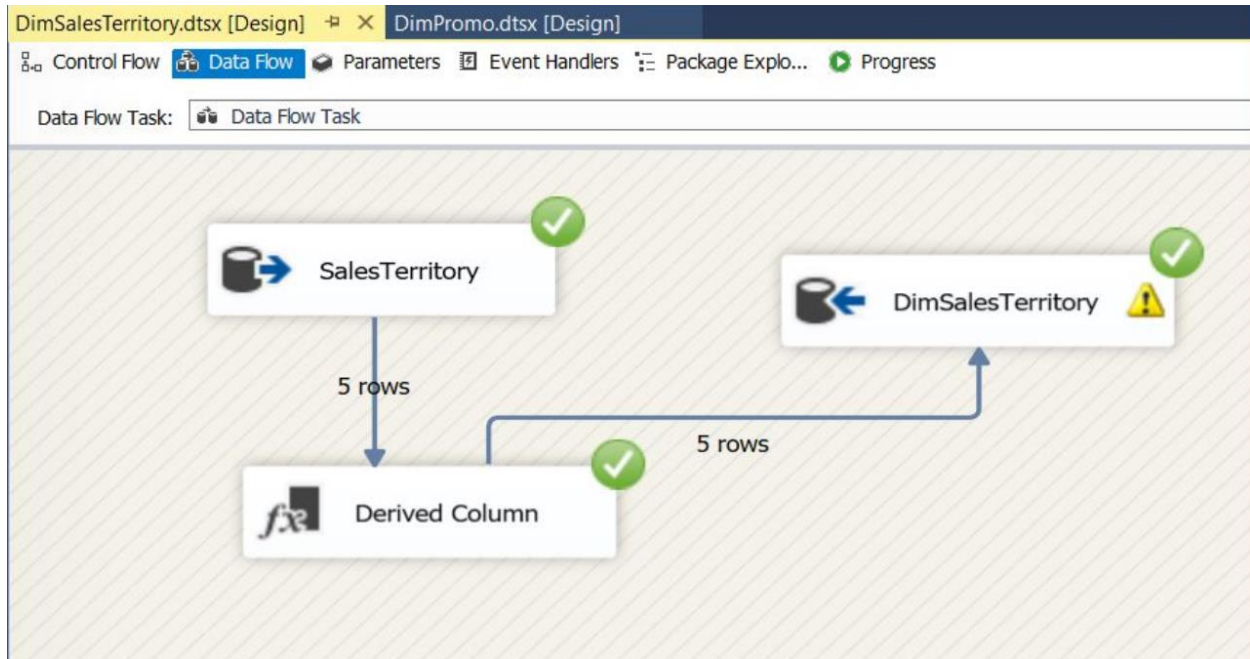 DimSalesTerritory.dtsx [Design] DimPromo.dtsx [Design]
Control Flow Data Flow Parameters Event Handlers Package Explo... Progress
Data Flow Task: Data Flow Task
SalesTerritory
DimSalesTerritory
5 rows
5 rows
Derived Column